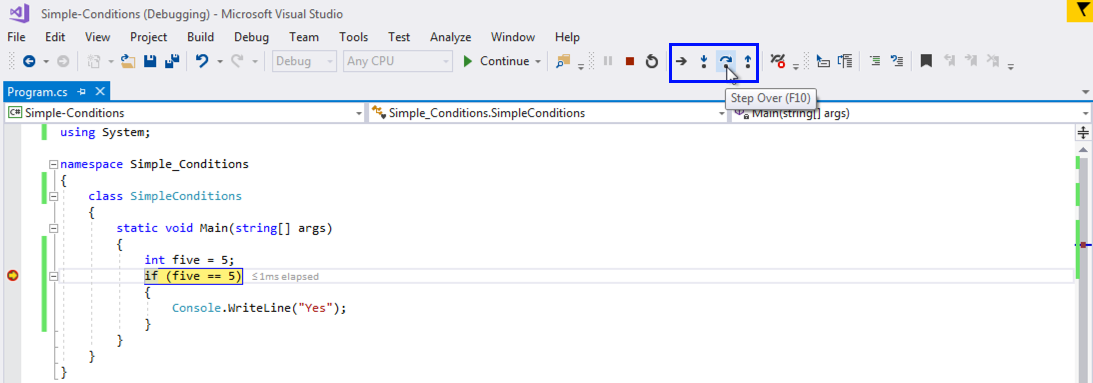 Simple-Conditions (Debugging) - Microsoft Visual Studio
File Edit View Project Build Debug Team Tools Test Analyze Window Help
Debug Any CPU Continue
Program.cs
Step Over (F10)
C# Simple-Conditions Simple_Conditions.SimpleConditions Main(string[] args)
using System;
namespace Simple_Conditions
{
class SimpleConditions
{
static void Main(string[] args)
{
int five = 5;
if (five == 5) ≤1ms elapsed
{
Console.WriteLine("Yes");
}
}
}
}